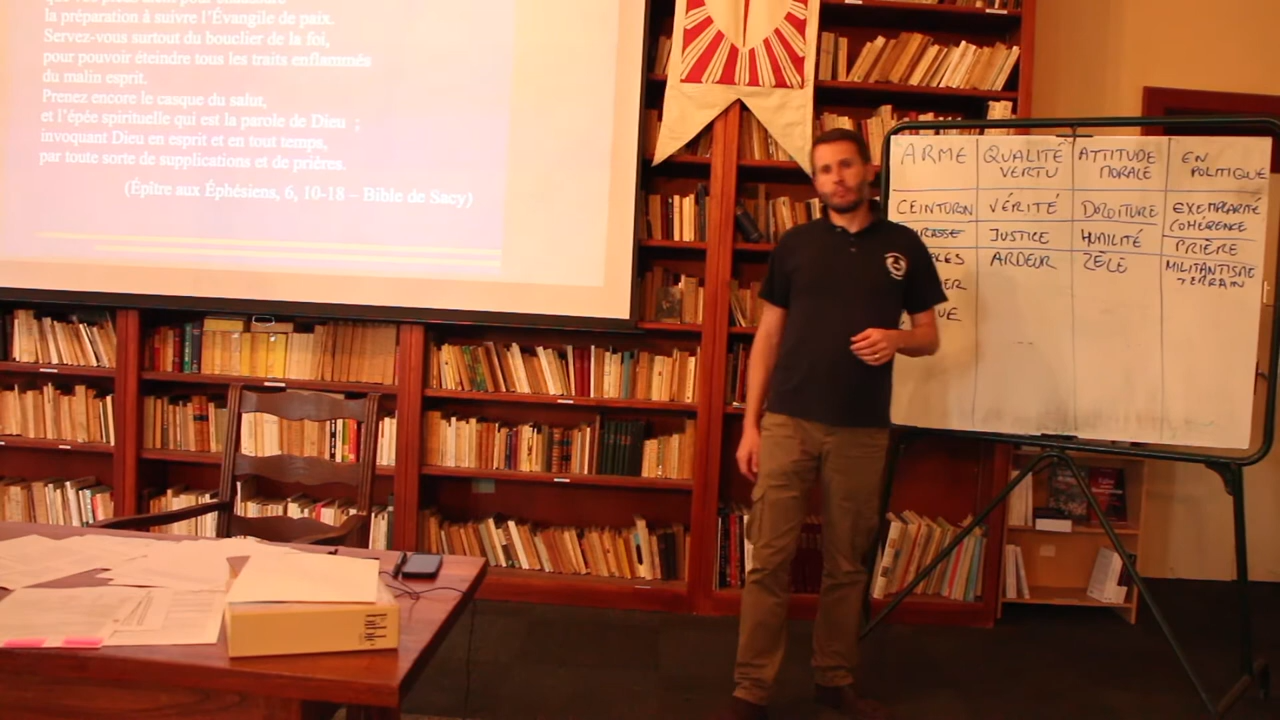 la préparation à suivre l'Évangile de paix.
Servez-vous surtout du bouclier de la foi,
pour pouvoir éteindre tous les traits enflammés
du malin esprit.
Prenez encore le casque du salut,
et l'épée spirituelle qui est la parole de Dieu ;
invoquant Dieu en esprit et en tout temps,
par toute sorte de supplications et de prières.
(Épître aux Éphésiens, 6, 10-18 – Bible de Sacy)
ARME QUALITÉ VERTU ATTITUDE MORALE EN POLITIQUE
CEINTURON VÉRITÉ DROITURE EXEMPLARITÉ COHÉRENCE
JUSTICE HUMILITÉ PRIÈRE
ARDEUR ZÈLE MILITANTISME TERRAIN
la Bible